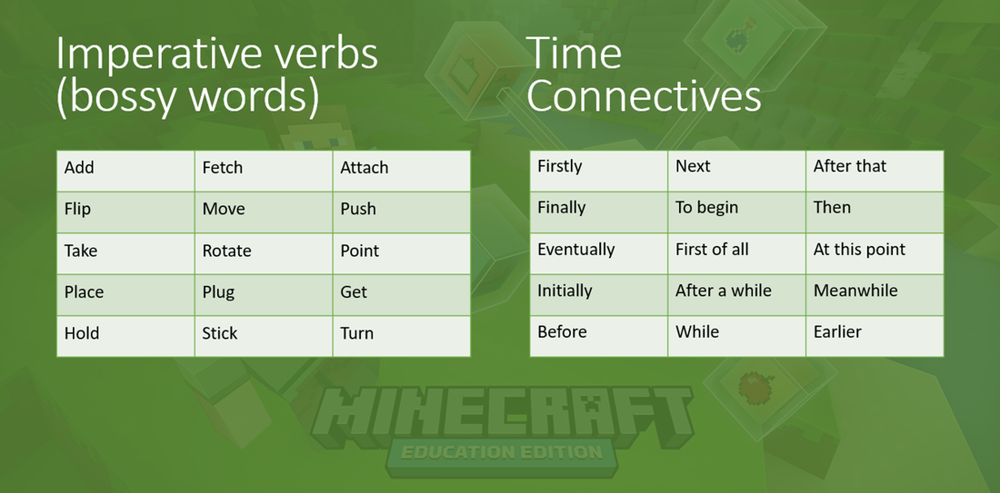 Imperative verbs
(bossy words)
Time
Connectives
Add Fetch Attach
Flip Move Push
Take Rotate Point
Place Plug Get
Hold Stick Turn
Firstly Next After that
Finally To begin Then
Eventually First of all At this point
Initially After a while Meanwhile
Before While Earlier
MINECRAFT
EDUCATION EDITION